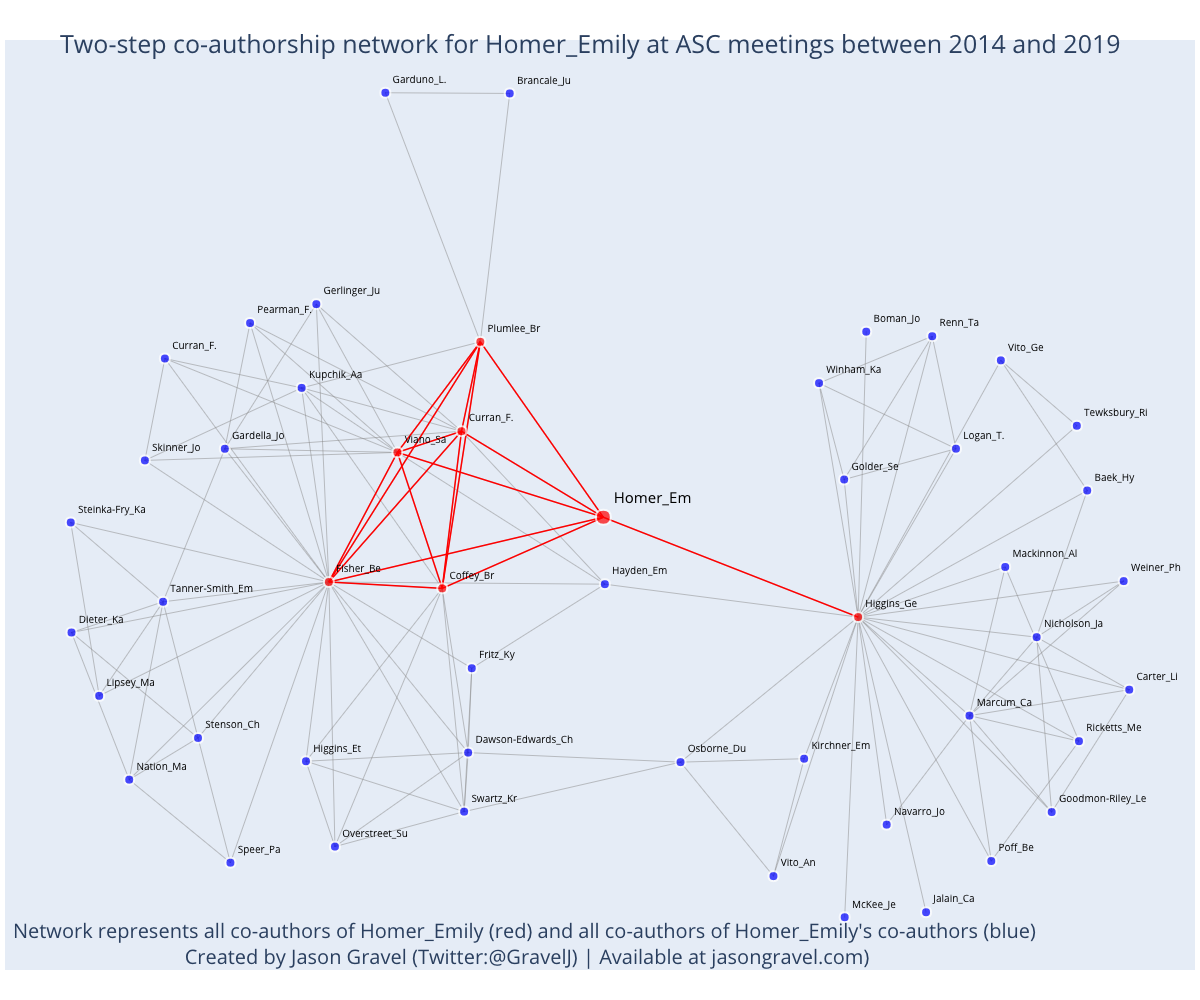 Two-step co-authorship network for Homer_Emily at ASC meetings between 2014 and 2019
Garduno_L.
Brancale_Ju
Gerlinger_Ju
Pearman_F.
Plumlee_Br
Boman_Jo
Renn_Ta
Curran_F.
Vito_Ge
Kupchik_Aa
Winham_Ka
Curran_F.
Tewksbury_Ri
Gardella_Jo
Viano_Sa
Logan_T.
Skinner_Jo
Golder_Se
Baek_Hy
Homer_Em
Steinka-Fry_Ka
Mackinnon_Al
Fisher_Be
Coffey_Br
Hayden_Em
Weiner_Ph
Tanner-Smith_Em
Higgins_Ge
Dieter_Ka
Nicholson_Ja
Fritz_Ky
Lipsey_Ma
Carter_Li
Marcum_Ca
Stenson_Ch
Ricketts_Me
Higgins_Et
Dawson-Edwards_Ch
Osborne_Du
Kirchner_Em
Nation_Ma
Swartz_Kr
Goodmon-Riley_Le
Navarro_Jo
Overstreet_Su
Speer_Pa
Poff_Be
Vito_An
McKee_Je
Jalain_Ca
Network represents all co-authors of Homer_Emily (red) and all co-authors of Homer_Emily's co-authors (blue)
Created by Jason Gravel (Twitter:@GravelJ) | Available at jasongravel.com)